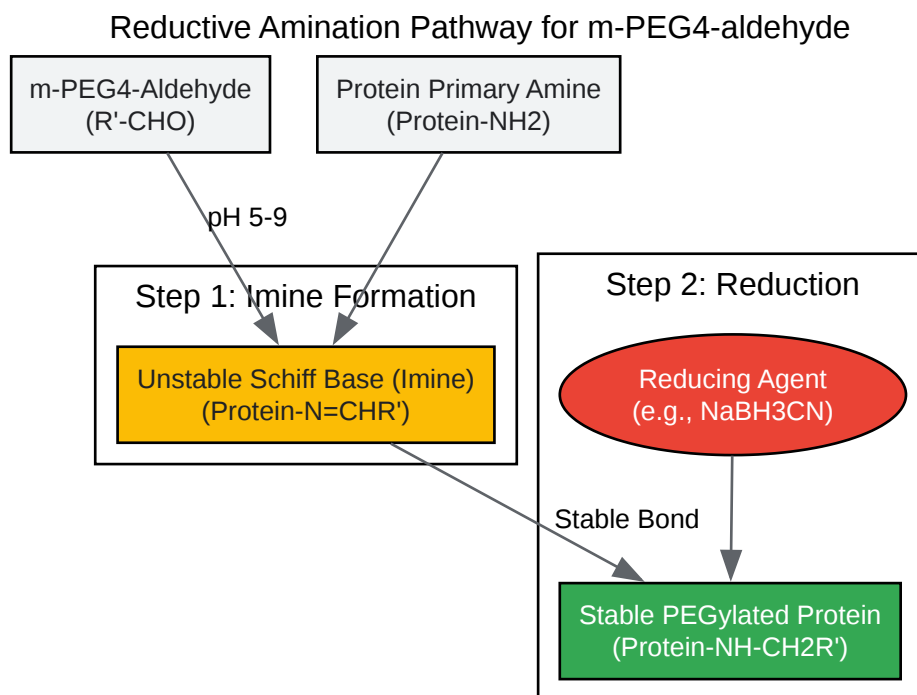 Reductive Amination Pathway for m-PEG4-aldehyde
m-PEG4-Aldehyde
(R'-CHO)
Protein Primary Amine
(Protein-NH2)
pH 5-9
Step 1: Imine Formation
Unstable Schiff Base (Imine)
(Protein-N=CHR')
Step 2: Reduction
Reducing Agent
(e.g., NaBH3CN)
Stable Bond
Stable PEGylated Protein
(Protein-NH-CH2R')